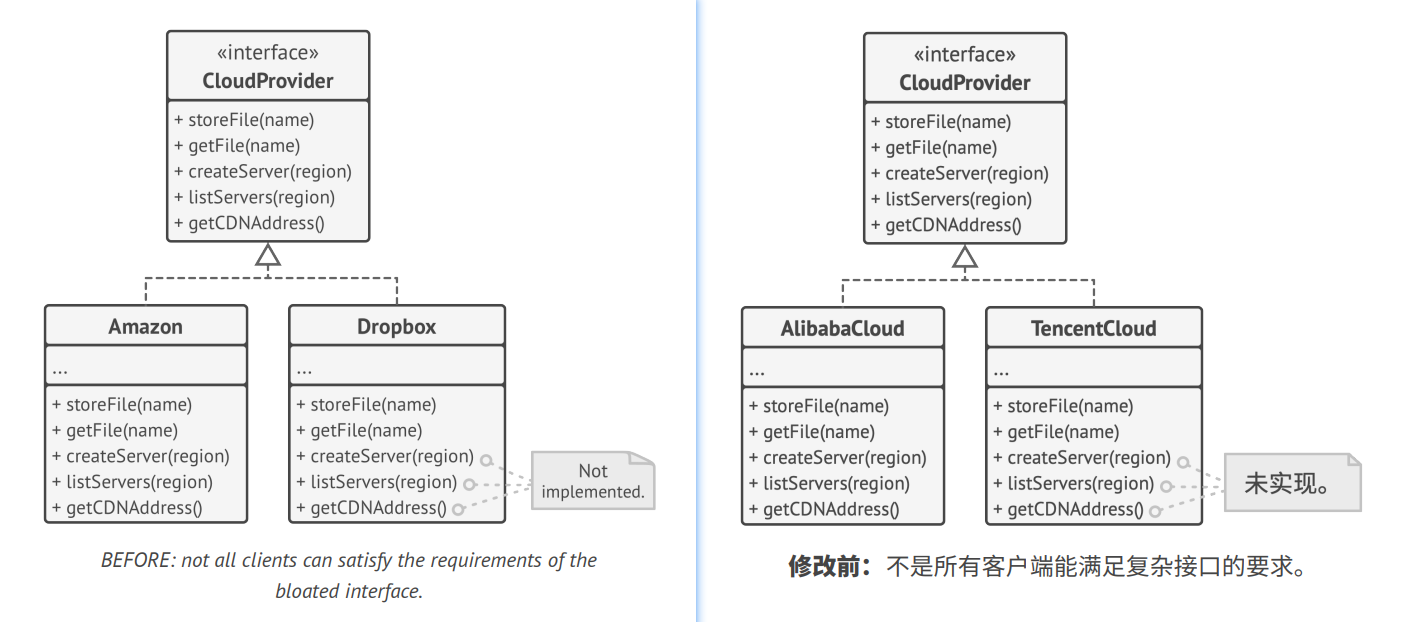 «interface»
CloudProvider
+ storeFile(name)
+ getFile(name)
+ createServer(region)
+ listServers(region)
+ getCDNAddress()
Amazon
...
+ storeFile(name)
+ getFile(name)
+ createServer(region)
+ listServers(region)
+ getCDNAddress()
Dropbox
...
+ storeFile(name)
+ getFile(name)
+ createServer(region)
+ listServers(region)
+ getCDNAddress()
Not
implemented.
BEFORE: not all clients can satisfy the requirements of the
bloated interface.
«interface»
CloudProvider
+ storeFile(name)
+ getFile(name)
+ createServer(region)
+ listServers(region)
+ getCDNAddress()
AlibabaCloud
...
+ storeFile(name)
+ getFile(name)
+ createServer(region)
+ listServers(region)
+ getCDNAddress()
TencentCloud
...
+ storeFile(name)
+ getFile(name)
+ createServer(region)
+ listServers(region)
+ getCDNAddress()
未实现。
修改前：不是所有客户端能满足复杂接口的要求。